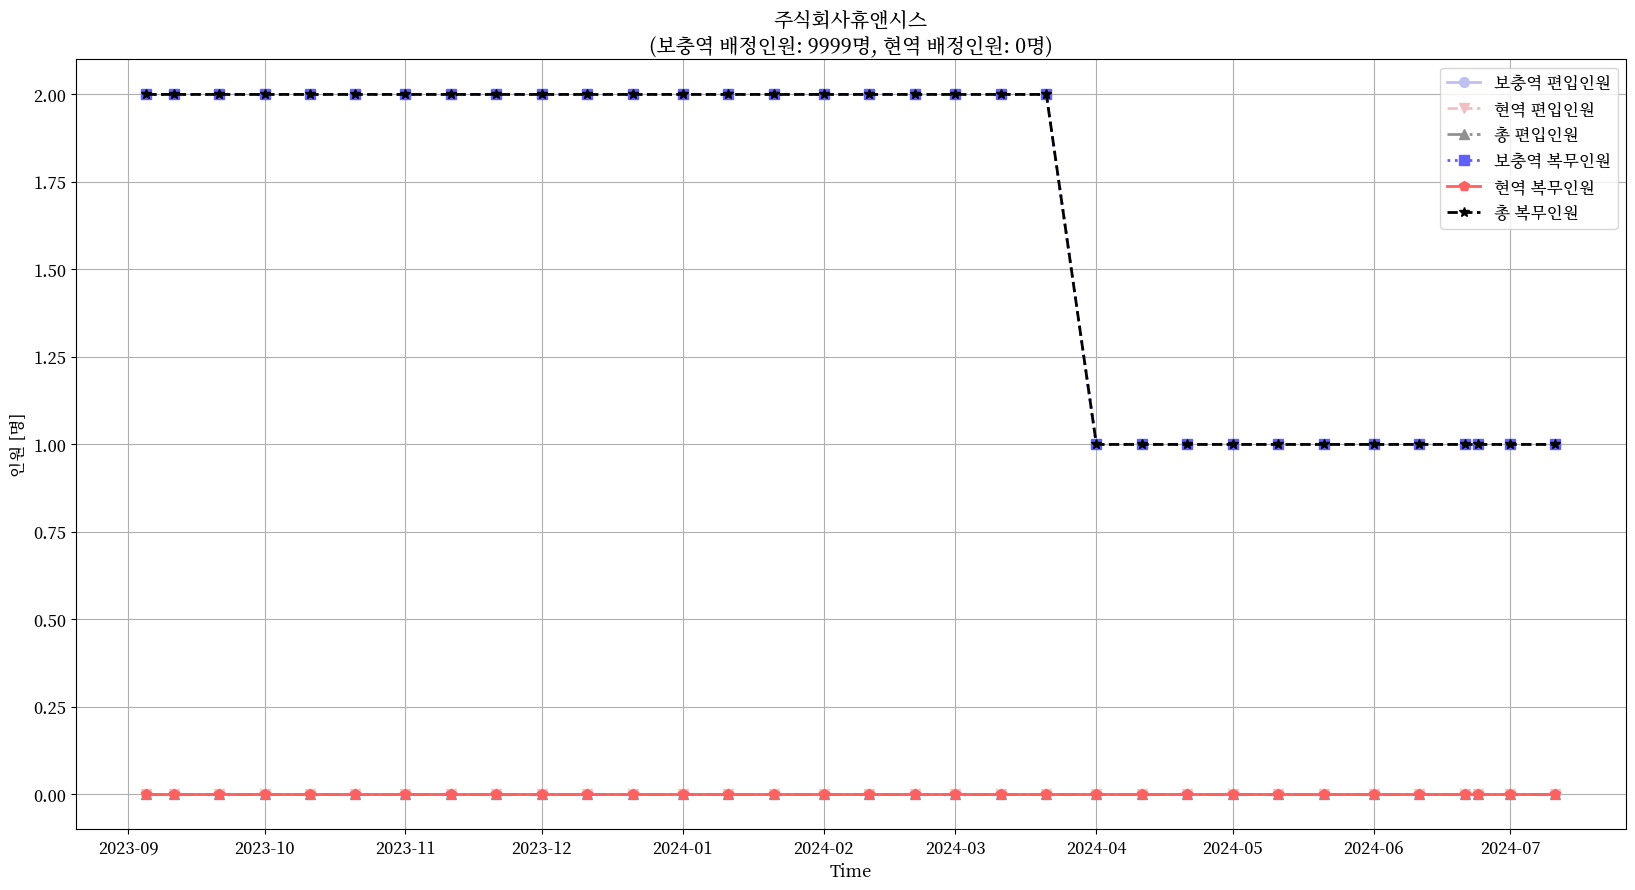 주식회사휴앤시스
(보충역 배정인원: 9999명, 현역 배정인원: 0명)
보충역 편입인원
현역 편입인원
총 편입인원
보충역 복무인원
현역 복무인원
총 복무인원
인원 [명]
2.00
1.75
1.50
1.25
1.00
0.75
0.50
0.25
0.00
2023-09 2023-10 2023-11 2023-12 2024-01 2024-02 2024-03 2024-04 2024-05 2024-06 2024-07
Time